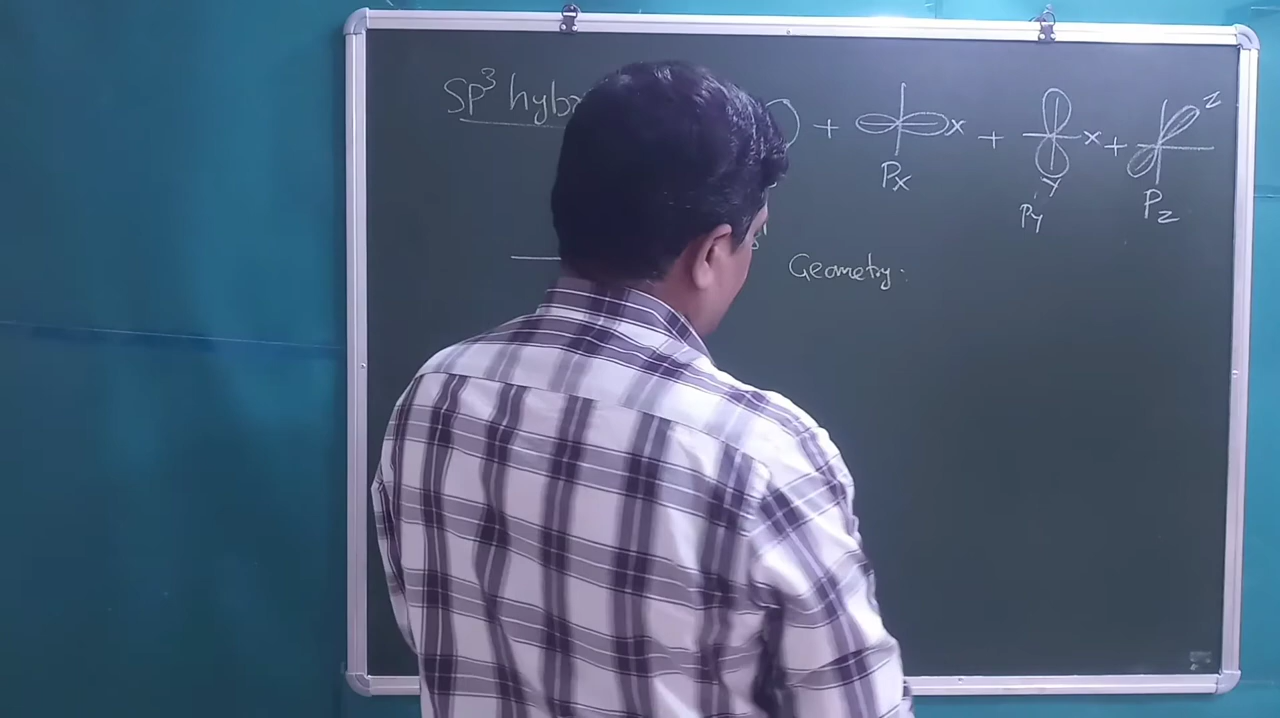 SP³ hyb
+ x + x + z
Px
y
Py
Pz
Geometry: